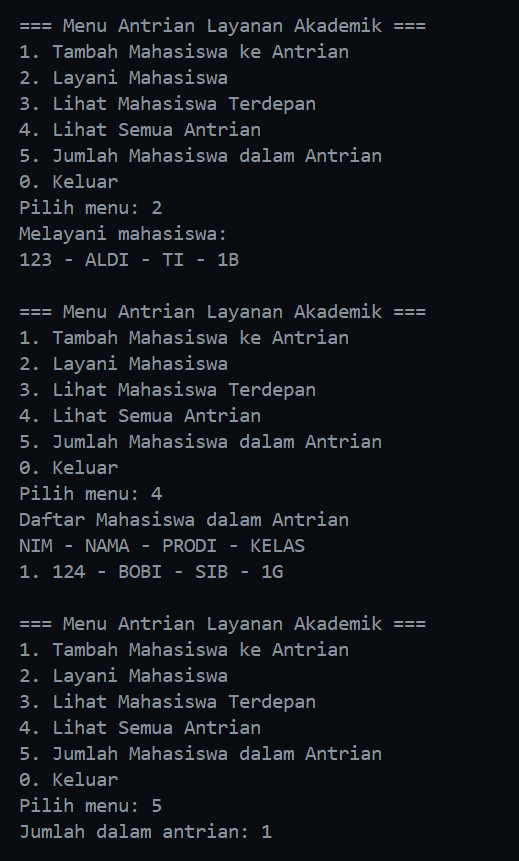 === Menu Antrian Layanan Akademik ===
1. Tambah Mahasiswa ke Antrian
2. Layani Mahasiswa
3. Lihat Mahasiswa Terdepan
4. Lihat Semua Antrian
5. Jumlah Mahasiswa dalam Antrian
0. Keluar
Pilih menu: 2
Melayani mahasiswa:
123 - ALDI - TI - 1B

=== Menu Antrian Layanan Akademik ===
1. Tambah Mahasiswa ke Antrian
2. Layani Mahasiswa
3. Lihat Mahasiswa Terdepan
4. Lihat Semua Antrian
5. Jumlah Mahasiswa dalam Antrian
0. Keluar
Pilih menu: 4
Daftar Mahasiswa dalam Antrian
NIM - NAMA - PRODI - KELAS
1. 124 - BOBI - SIB - 1G

=== Menu Antrian Layanan Akademik ===
1. Tambah Mahasiswa ke Antrian
2. Layani Mahasiswa
3. Lihat Mahasiswa Terdepan
4. Lihat Semua Antrian
5. Jumlah Mahasiswa dalam Antrian
0. Keluar
Pilih menu: 5
Jumlah dalam antrian: 1